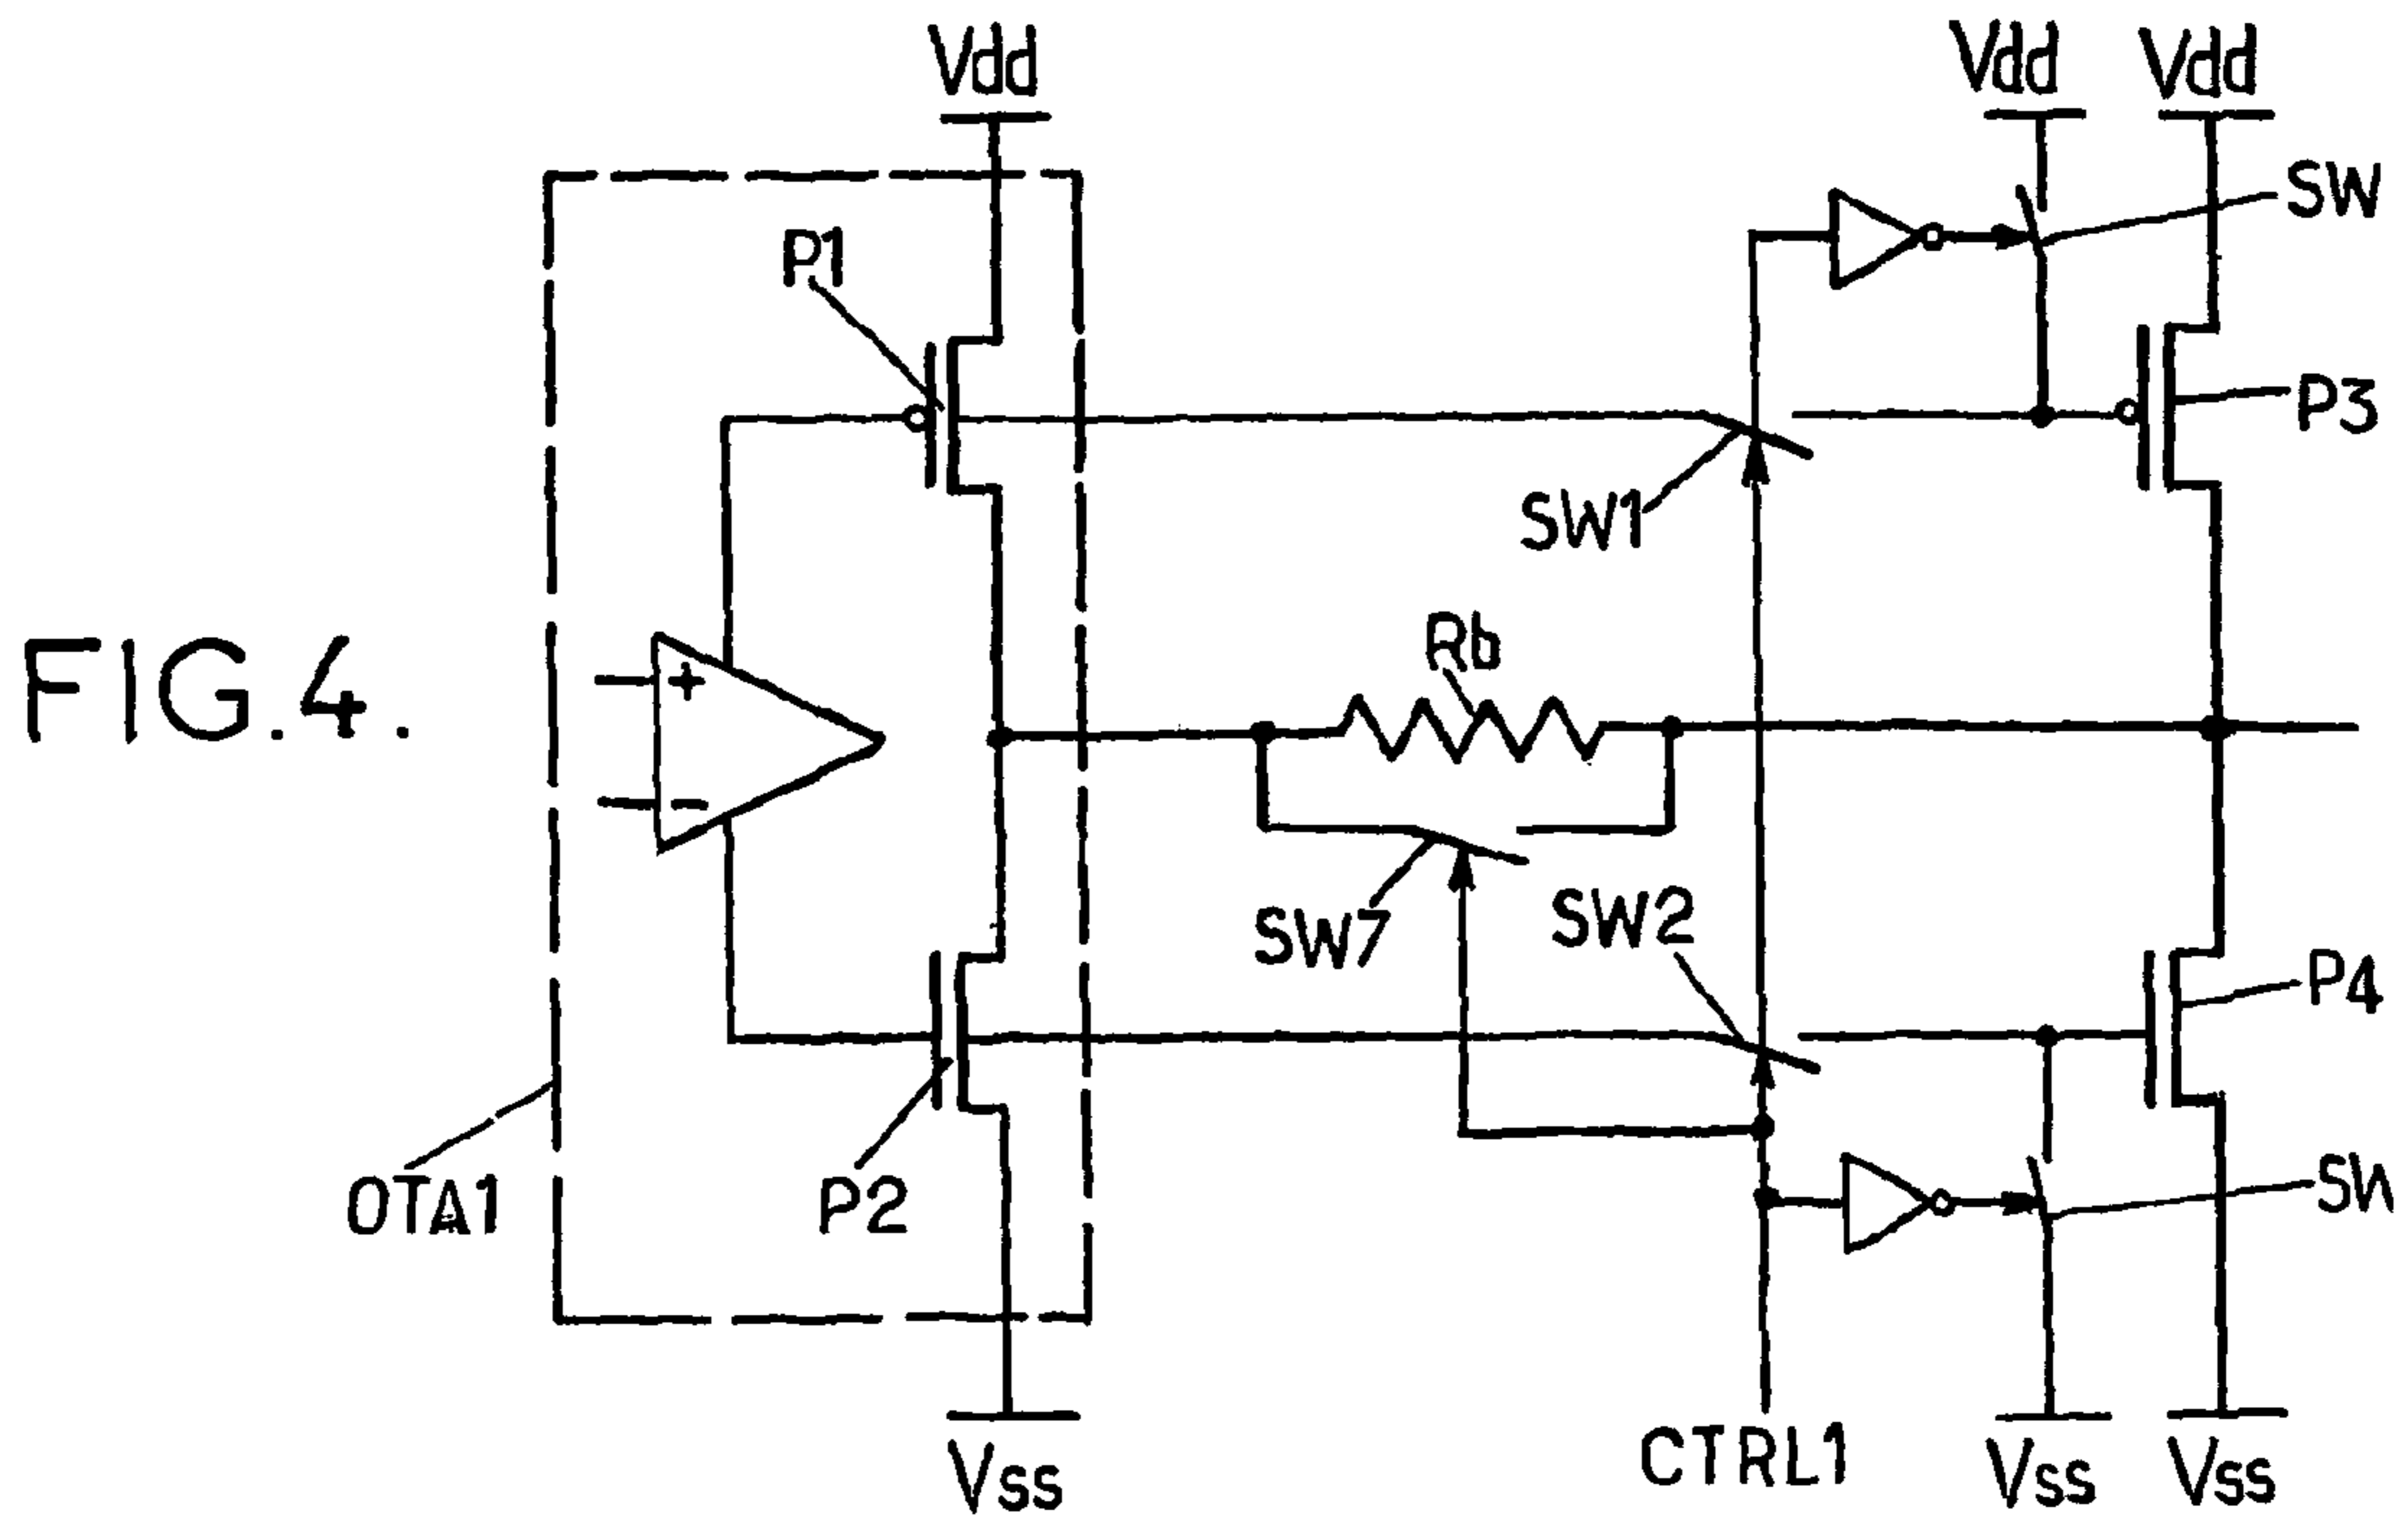 Vdd
Vdd
Vdd
SW
P1
P3
SW1
Rb
FIG.4.
+
−
SW7
SW2
P4
OTA1
P2
SW
CTRL1
Vss
Vss
Vss